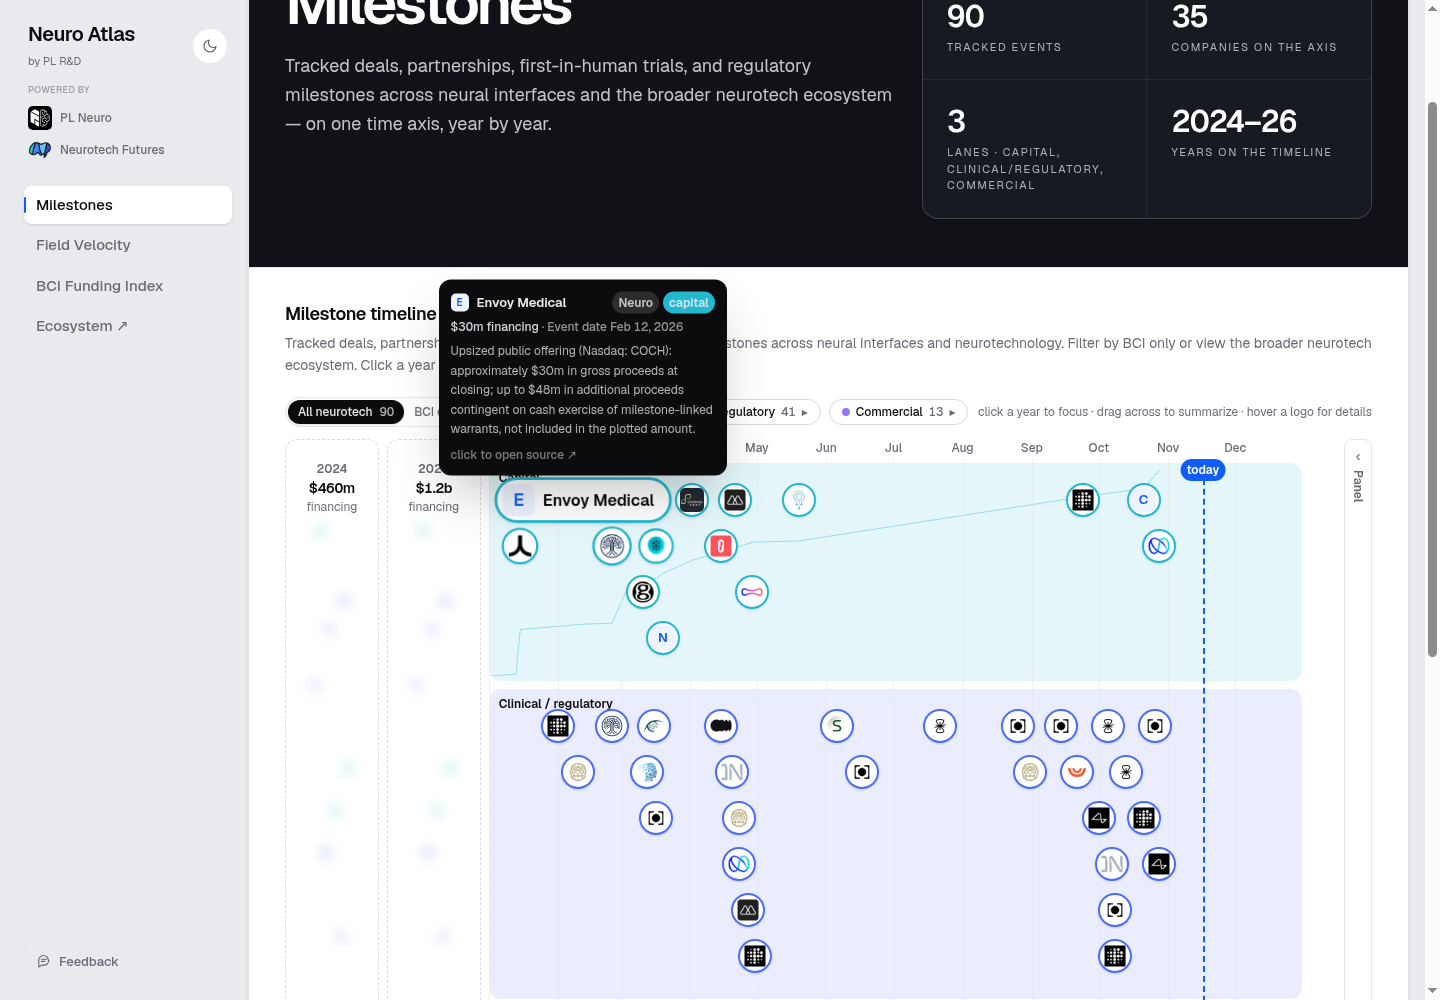 Neuro Atlas
by PL R&D
POWERED BY
PL Neuro
Neurotech Futures
Milestones
Field Velocity
BCI Funding Index
Ecosystem ↗
Feedback
Milestones
Tracked deals, partnerships, first-in-human trials, and regulatory
milestones across neural interfaces and the broader neurotech ecosystem
— on one time axis, year by year.
90
TRACKED EVENTS
35
COMPANIES ON THE AXIS
3
LANES · CAPITAL,
CLINICAL/REGULATORY,
COMMERCIAL
2024–26
YEARS ON THE TIMELINE
Milestone timeline
Tracked deals, partnersh
stones across neural interfaces and neurotechnology. Filter by BCI only or view the broader neurotech
ecosystem. Click a year
E Envoy Medical Neuro capital
$30m financing · Event date Feb 12, 2026
Upsized public offering (Nasdaq: COCH):
approximately $30m in gross proceeds at
closing; up to $48m in additional proceeds
contingent on cash exercise of milestone-linked
warrants, not included in the plotted amount.
click to open source ↗
All neurotech 90 BCI
egulatory 41 ▸ Commercial 13 ▸ click a year to focus · drag across to summarize · hover a logo for details
May Jun Jul Aug Sep Oct Nov Dec
today
2024
$460m
financing
202
$1.2b
financing
‹ Panel
Capital
E Envoy Medical
C
N
Clinical / regulatory
S
IN
IN